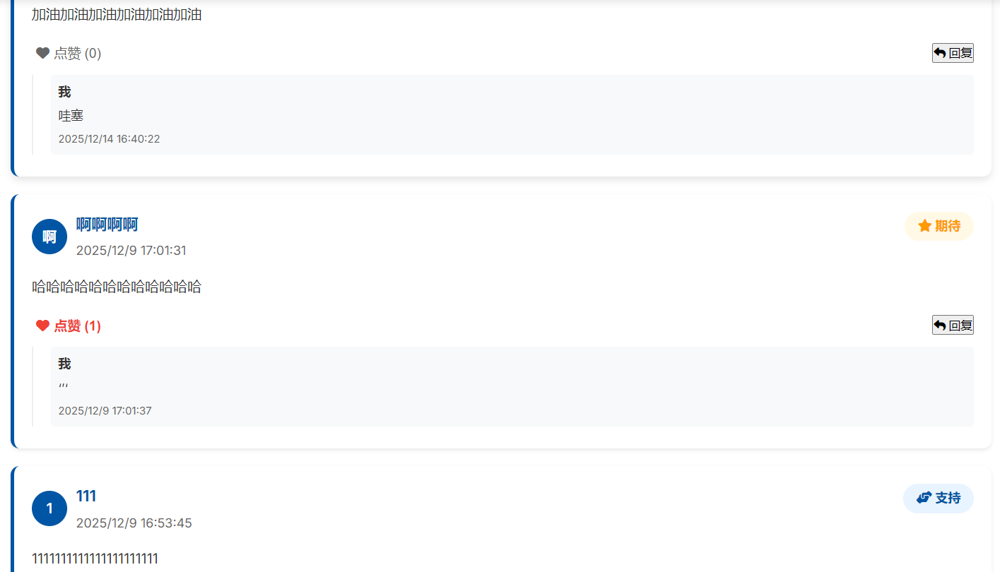 加油加油加油加油加油加油
点赞 (0)
回复
我
哇塞
2025/12/14 16:40:22
啊
啊啊啊啊
期待
2025/12/9 17:01:31
哈哈哈哈哈哈哈哈哈哈哈哈
点赞 (1)
回复
我
‘’‘
2025/12/9 17:01:37
1
111
支持
2025/12/9 16:53:45
1111111111111111111111